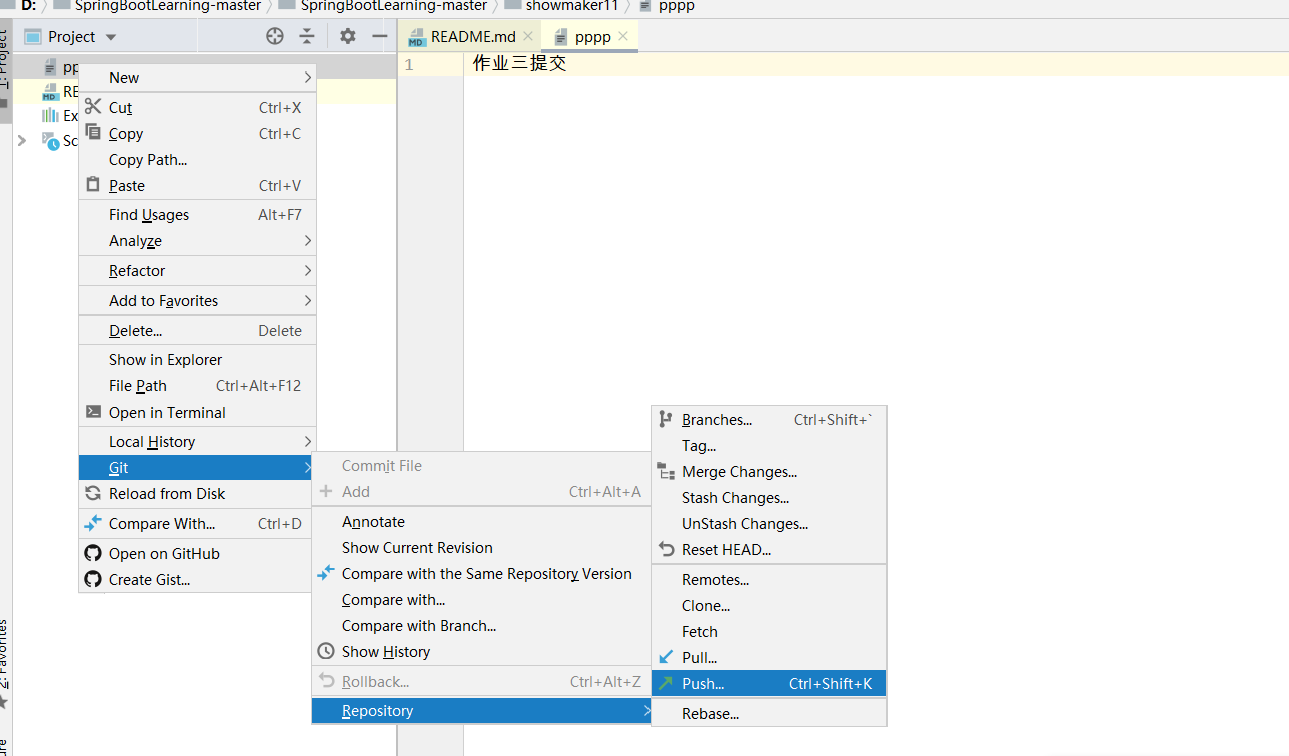 D: SpringBootLearning-master SpringBootLearning-master showmaker11 pppp
1: Project
Project
README.md
pppp
1 作业三提交
pp
RE
Ex
Sc
New
Cut Ctrl+X
Copy Ctrl+C
Copy Path...
Paste Ctrl+V
Find Usages Alt+F7
Analyze
Refactor
Add to Favorites
Delete... Delete
Show in Explorer
File Path Ctrl+Alt+F12
Open in Terminal
Local History
Git
Reload from Disk
Compare With... Ctrl+D
Open on GitHub
Create Gist...
Commit File
Add Ctrl+Alt+A
Annotate
Show Current Revision
Compare with the Same Repository Version
Compare with...
Compare with Branch...
Show History
Rollback... Ctrl+Alt+Z
Repository
Branches... Ctrl+Shift+`
Tag...
Merge Changes...
Stash Changes...
UnStash Changes...
Reset HEAD...
Remotes...
Clone...
Fetch
Pull...
Push... Ctrl+Shift+K
Rebase...
2: Favorites